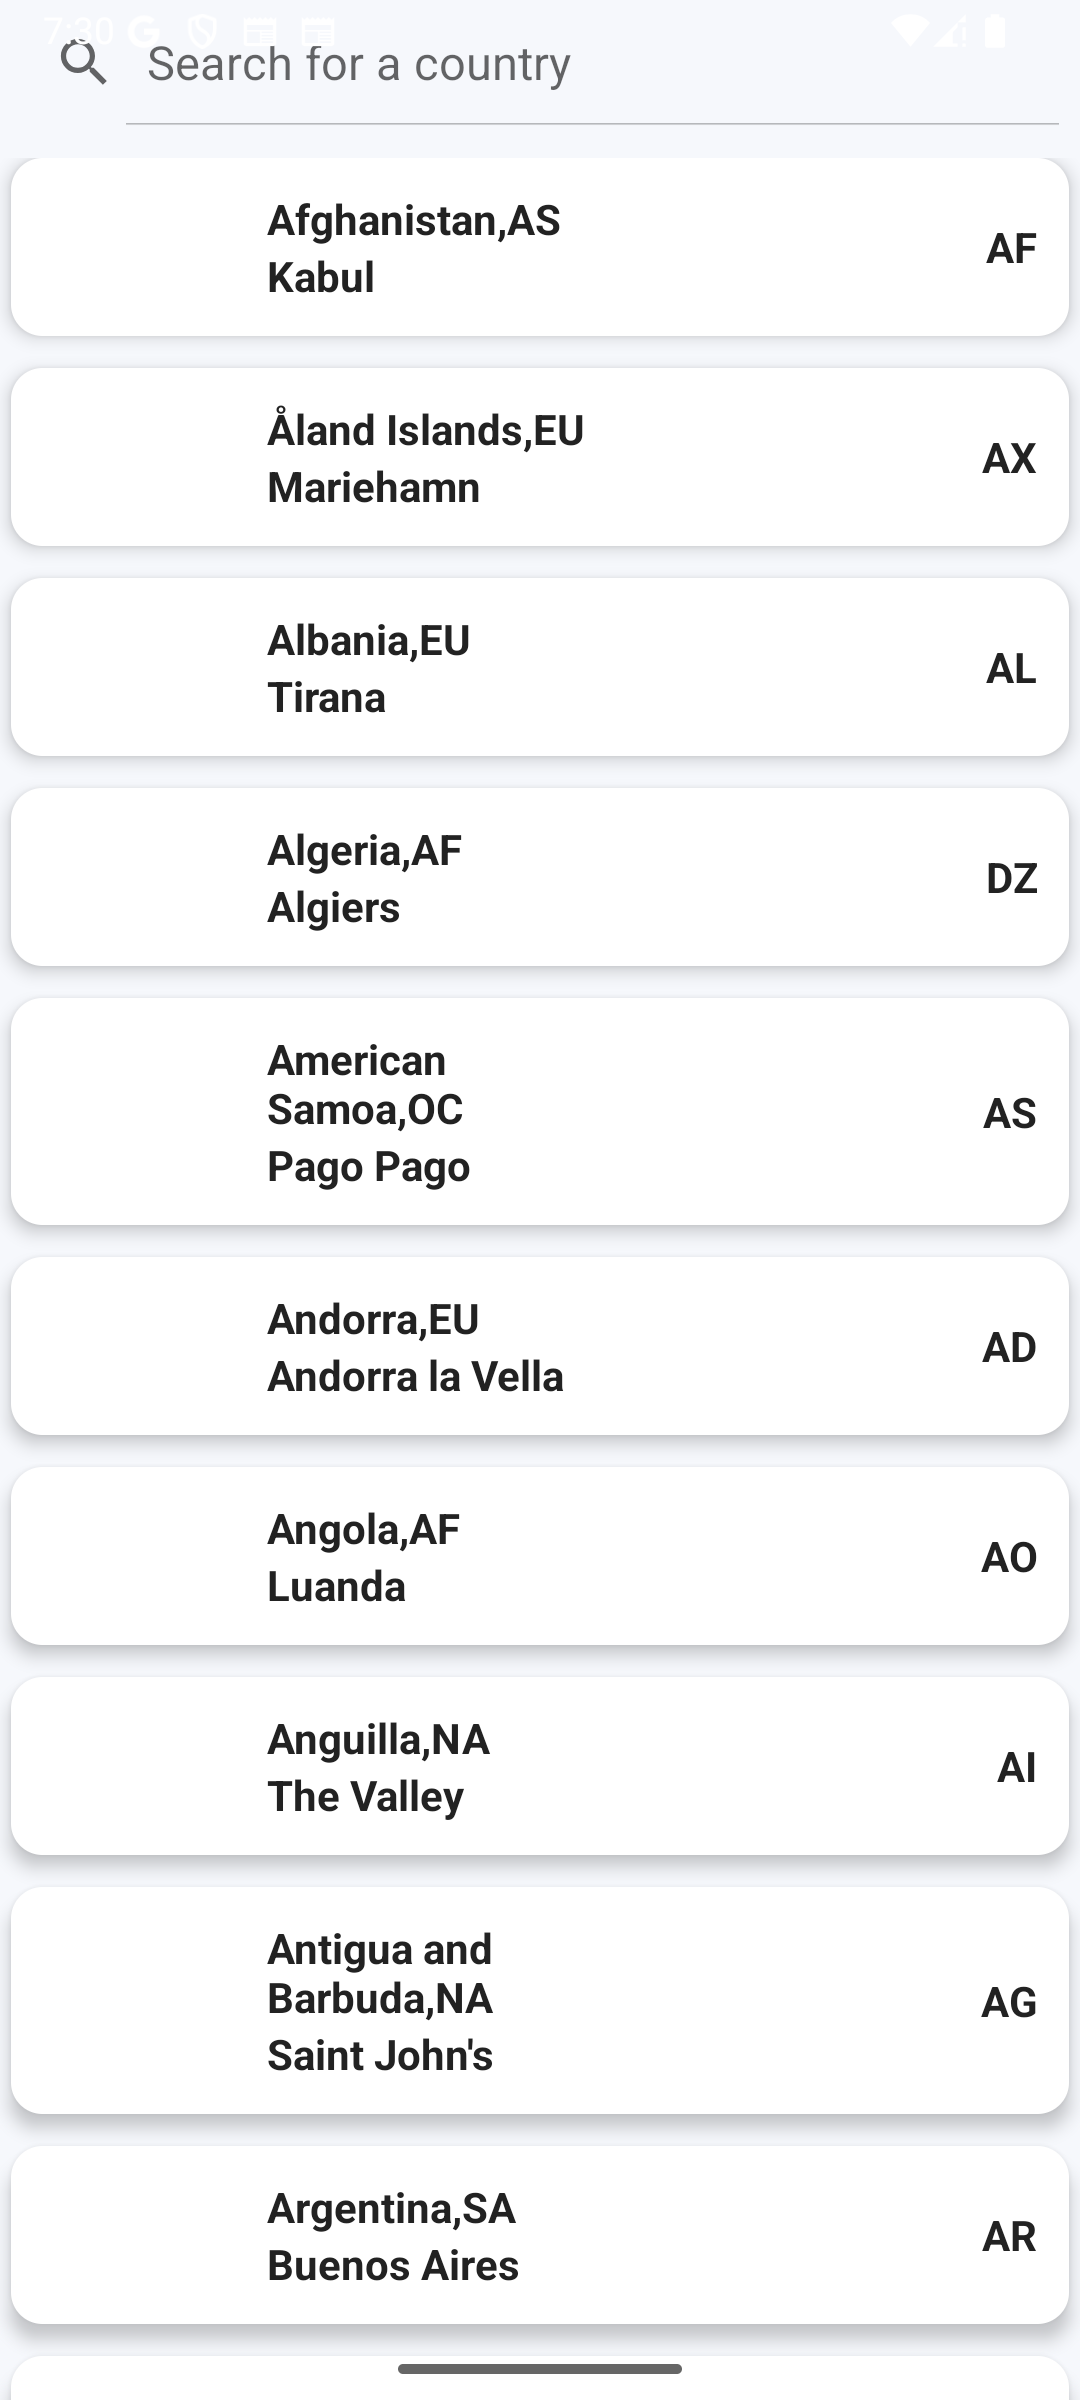 7:30
Search for a country
Afghanistan,AS
Kabul
AF
Åland Islands,EU
Mariehamn
AX
Albania,EU
Tirana
AL
Algeria,AF
Algiers
DZ
American
Samoa,OC
Pago Pago
AS
Andorra,EU
Andorra la Vella
AD
Angola,AF
Luanda
AO
Anguilla,NA
The Valley
AI
Antigua and
Barbuda,NA
Saint John's
AG
Argentina,SA
Buenos Aires
AR